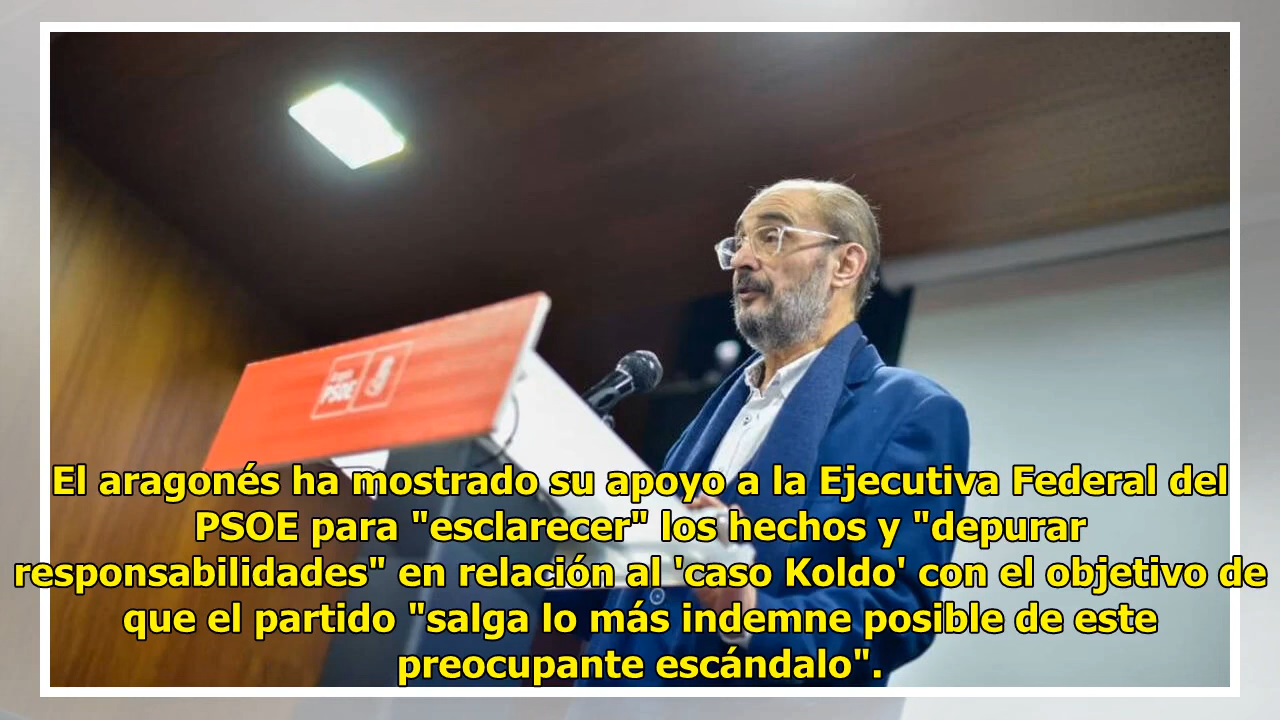 Aragón
PSOE
El aragonés ha mostrado su apoyo a la Ejecutiva Federal del
PSOE para "esclarecer" los hechos y "depurar
responsabilidades" en relación al 'caso Koldo' con el objetivo de
que el partido "salga lo más indemne posible de este
preocupante escándalo".